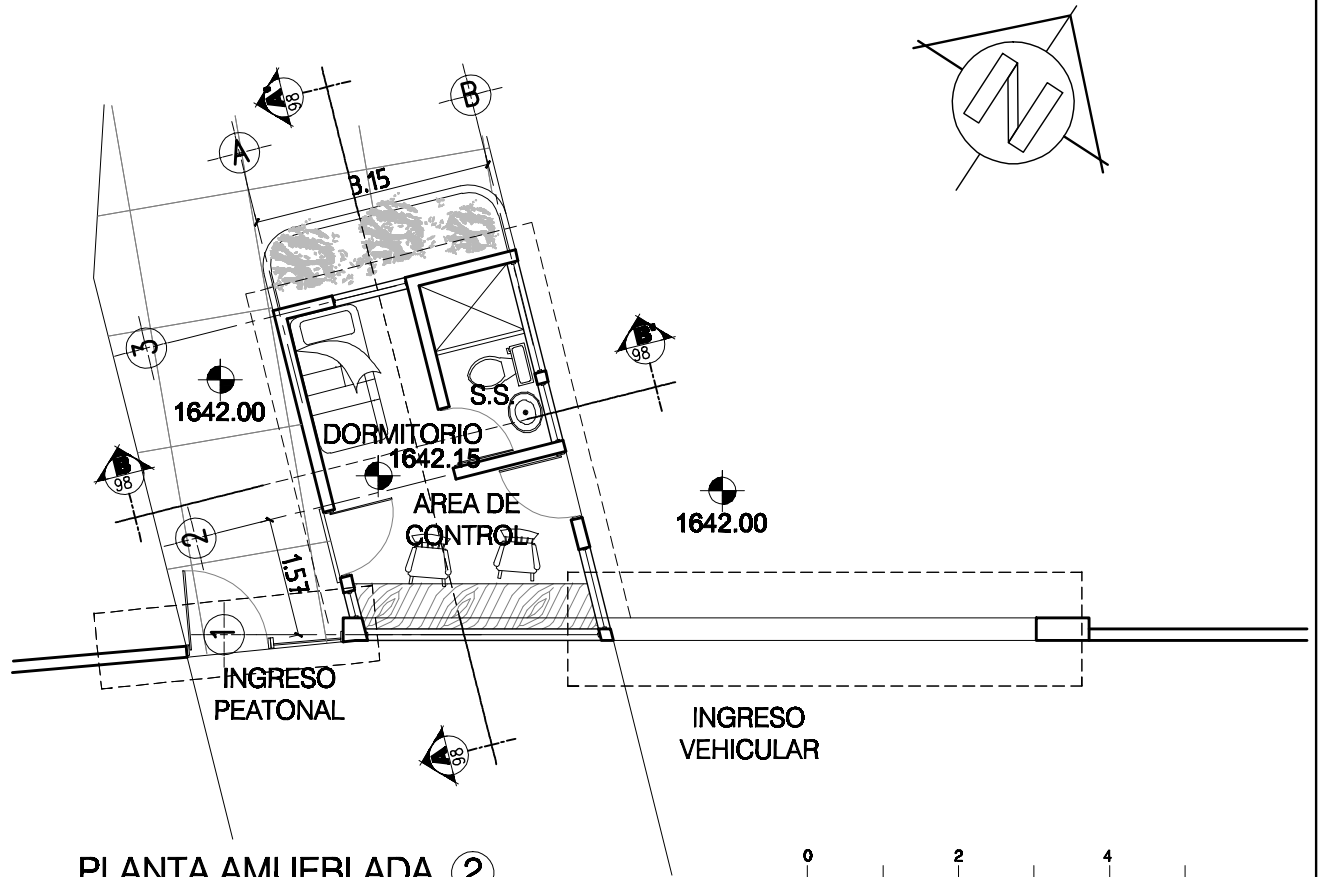 N
B
A'
98
A
3.15
3
B'
98
1642.00
S.S.
DORMITORIO
1642.15
B
98
AREA DE
CONTROL
1642.00
2
1.57
1
INGRESO
PEATONAL
INGRESO
VEHICULAR
A
98
PLANTA AMUEBLADA 2
0 2 4